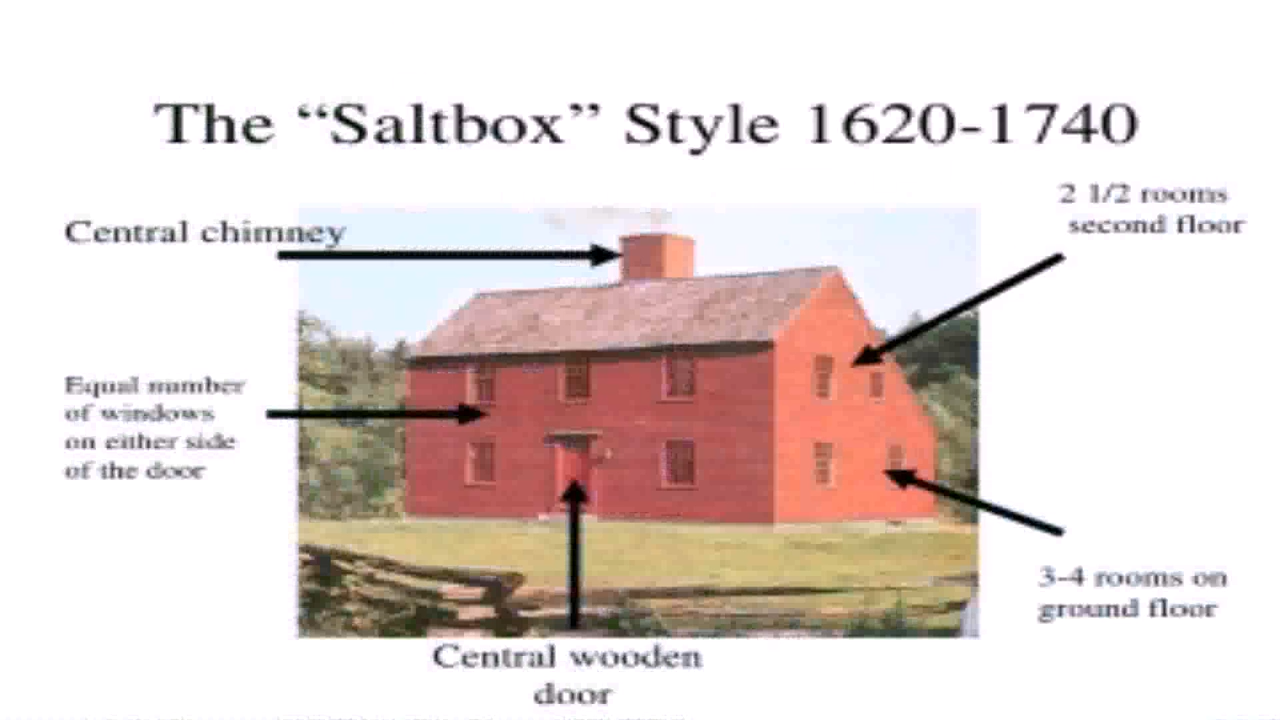 The “Saltbox” Style 1620-1740
2 1/2 rooms
second floor
Central chimney
Equal number
of windows
on either side
of the door
3-4 rooms on
ground floor
Central wooden
door